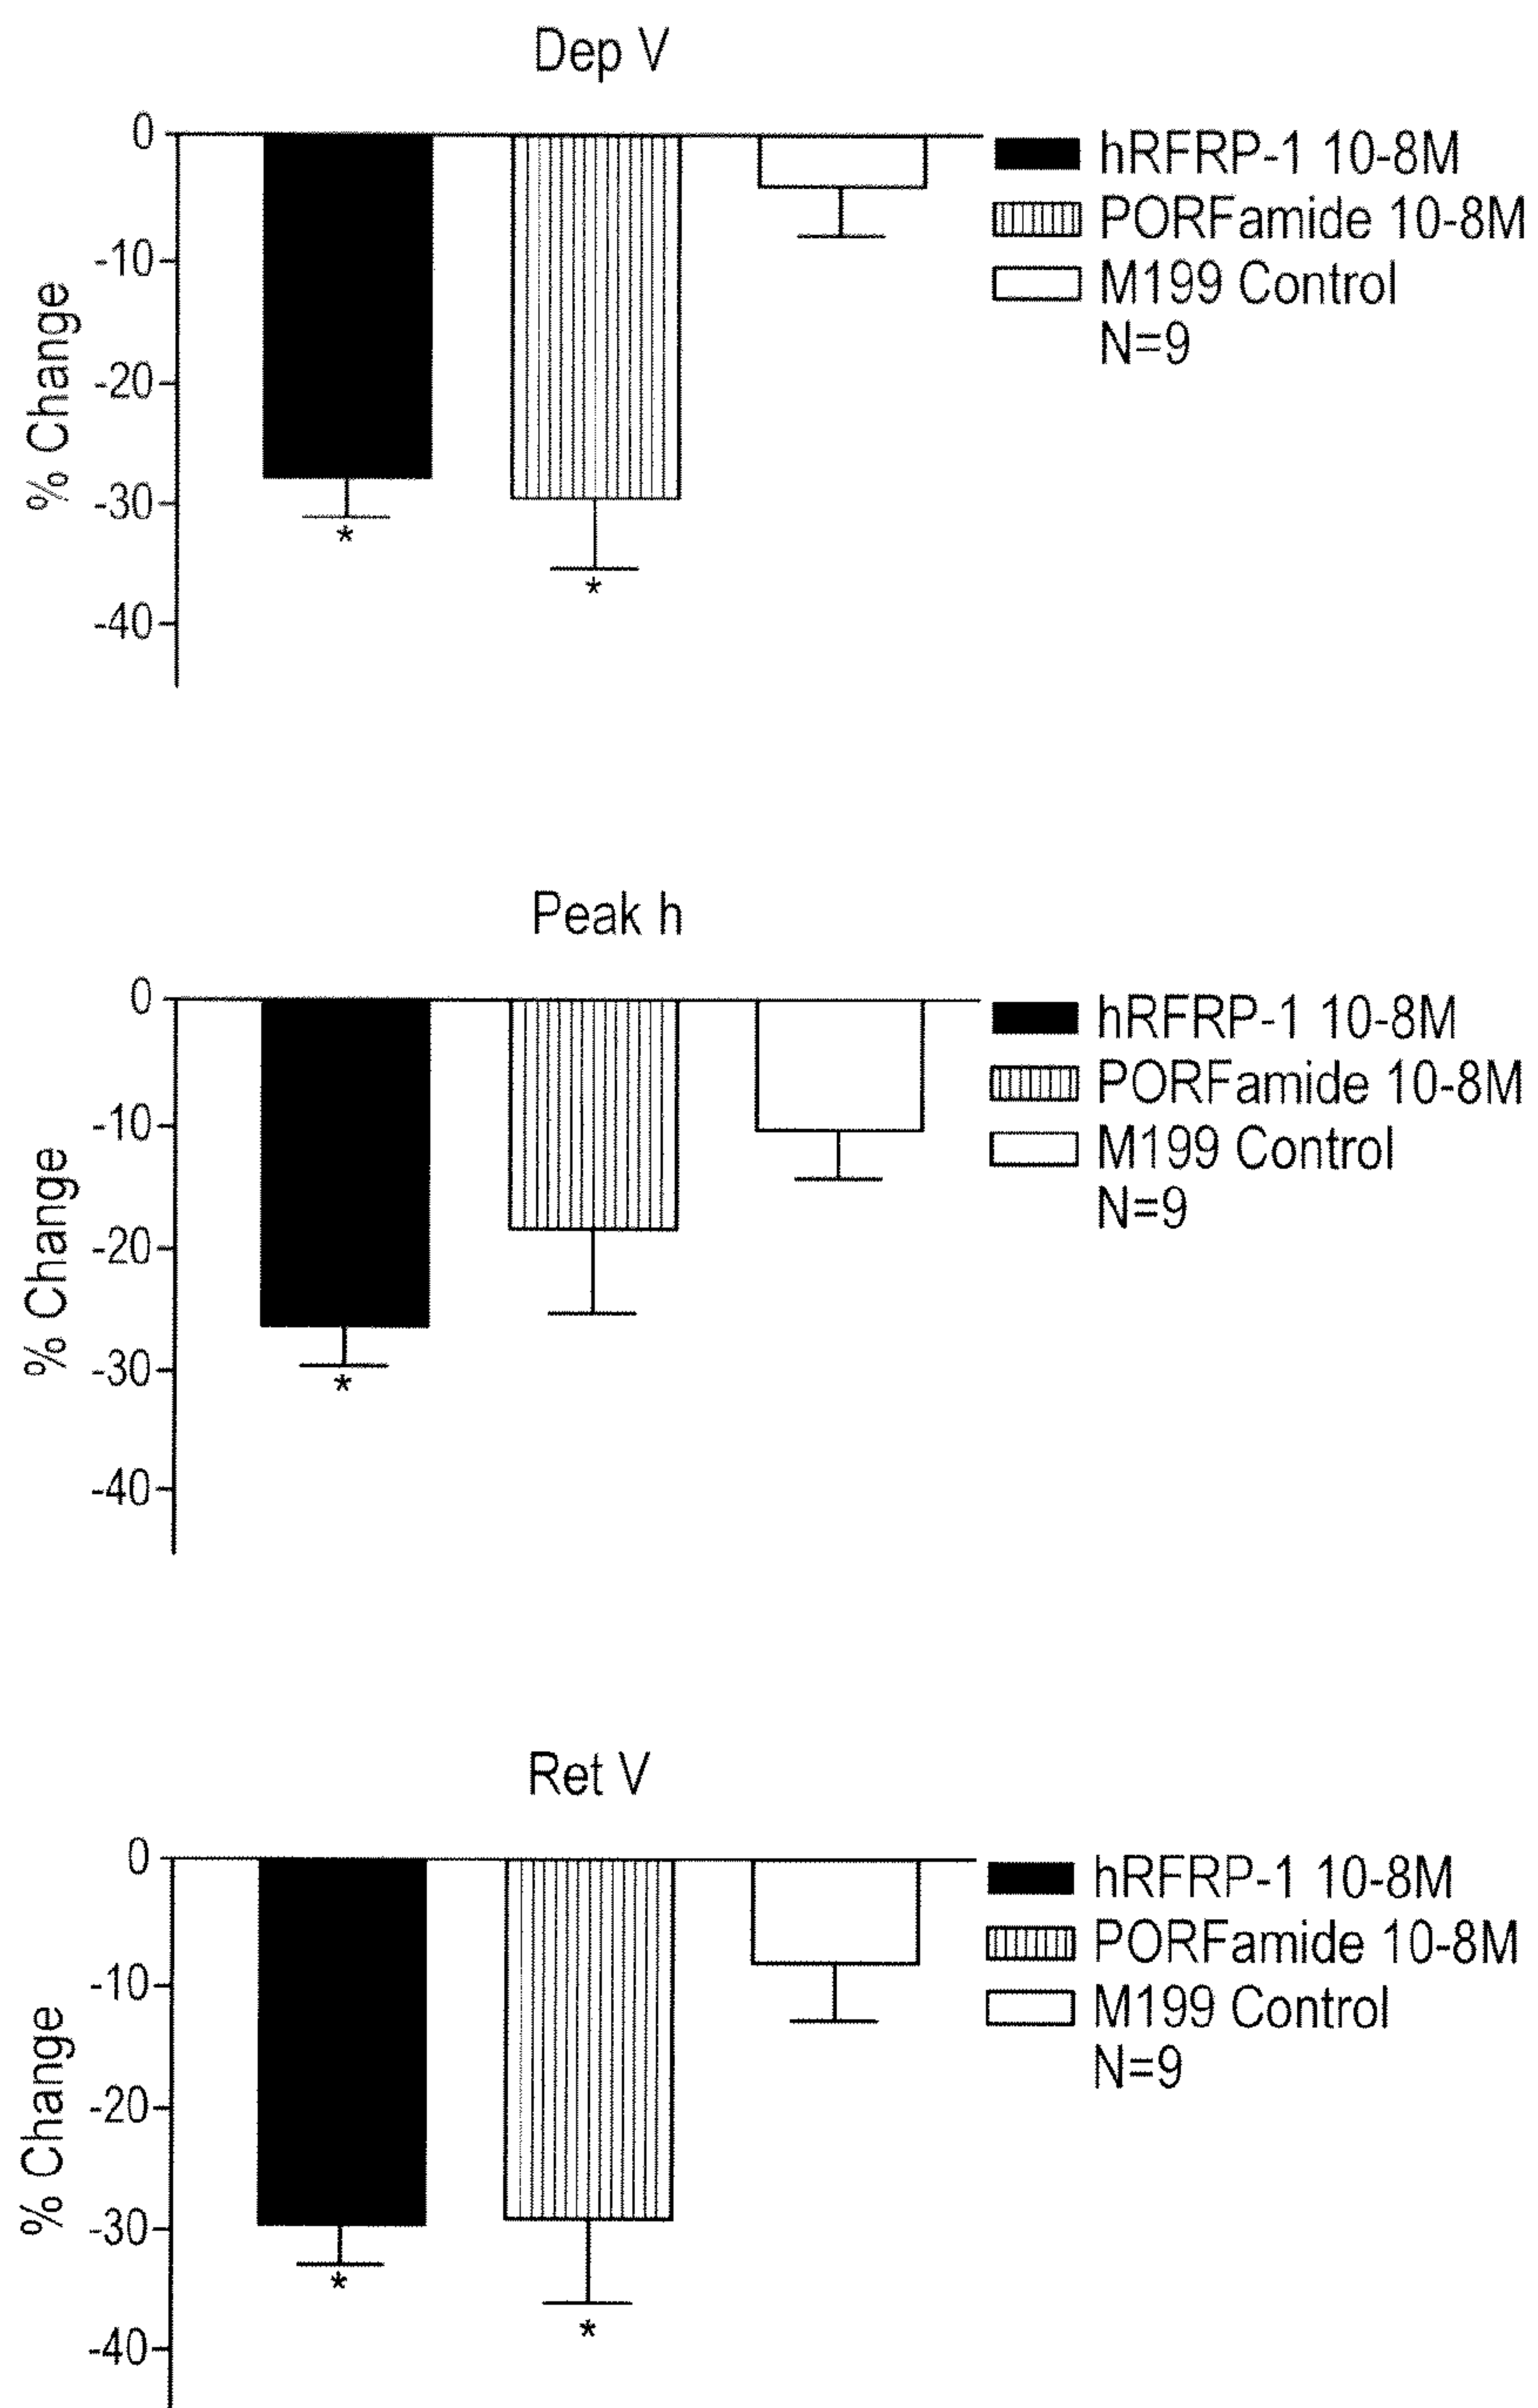 Dep V
0
-10
-20
-30
-40
% Change
*
*
hRFRP-1 10-8M
PORFamide 10-8M
M199 Control
N=9
Peak h
0
-10
-20
-30
-40
% Change
*
hRFRP-1 10-8M
PORFamide 10-8M
M199 Control
N=9
Ret V
0
-10
-20
-30
-40
% Change
*
*
hRFRP-1 10-8M
PORFamide 10-8M
M199 Control
N=9